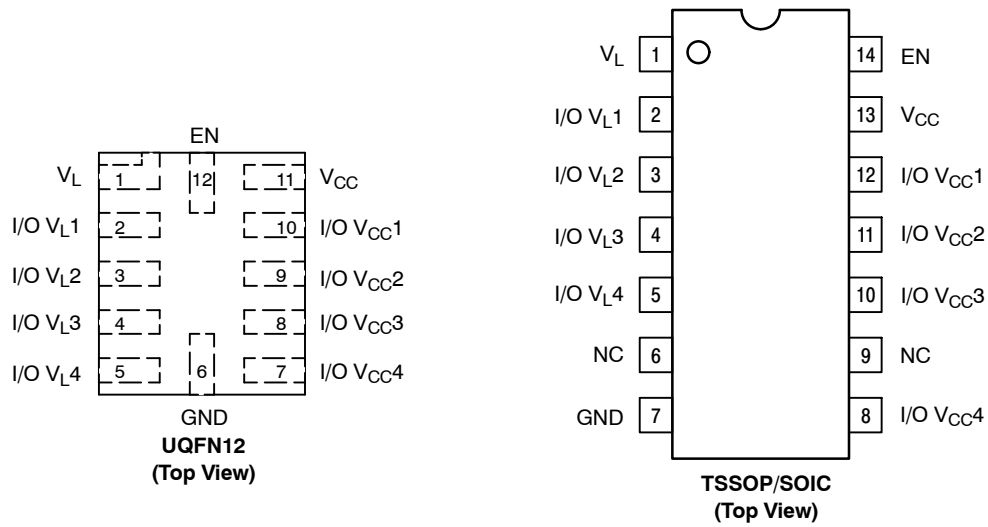 EN
V_L 1 12 11 V_CC
I/O V_L1 2 10 I/O V_CC1
I/O V_L2 3 9 I/O V_CC2
I/O V_L3 4 8 I/O V_CC3
I/O V_L4 5 6 7 I/O V_CC4
GND
UQFN12
(Top View)
V_L 1 14 EN
I/O V_L1 2 13 V_CC
I/O V_L2 3 12 I/O V_CC1
I/O V_L3 4 11 I/O V_CC2
I/O V_L4 5 10 I/O V_CC3
NC 6 9 NC
GND 7 8 I/O V_CC4
TSSOP/SOIC
(Top View)